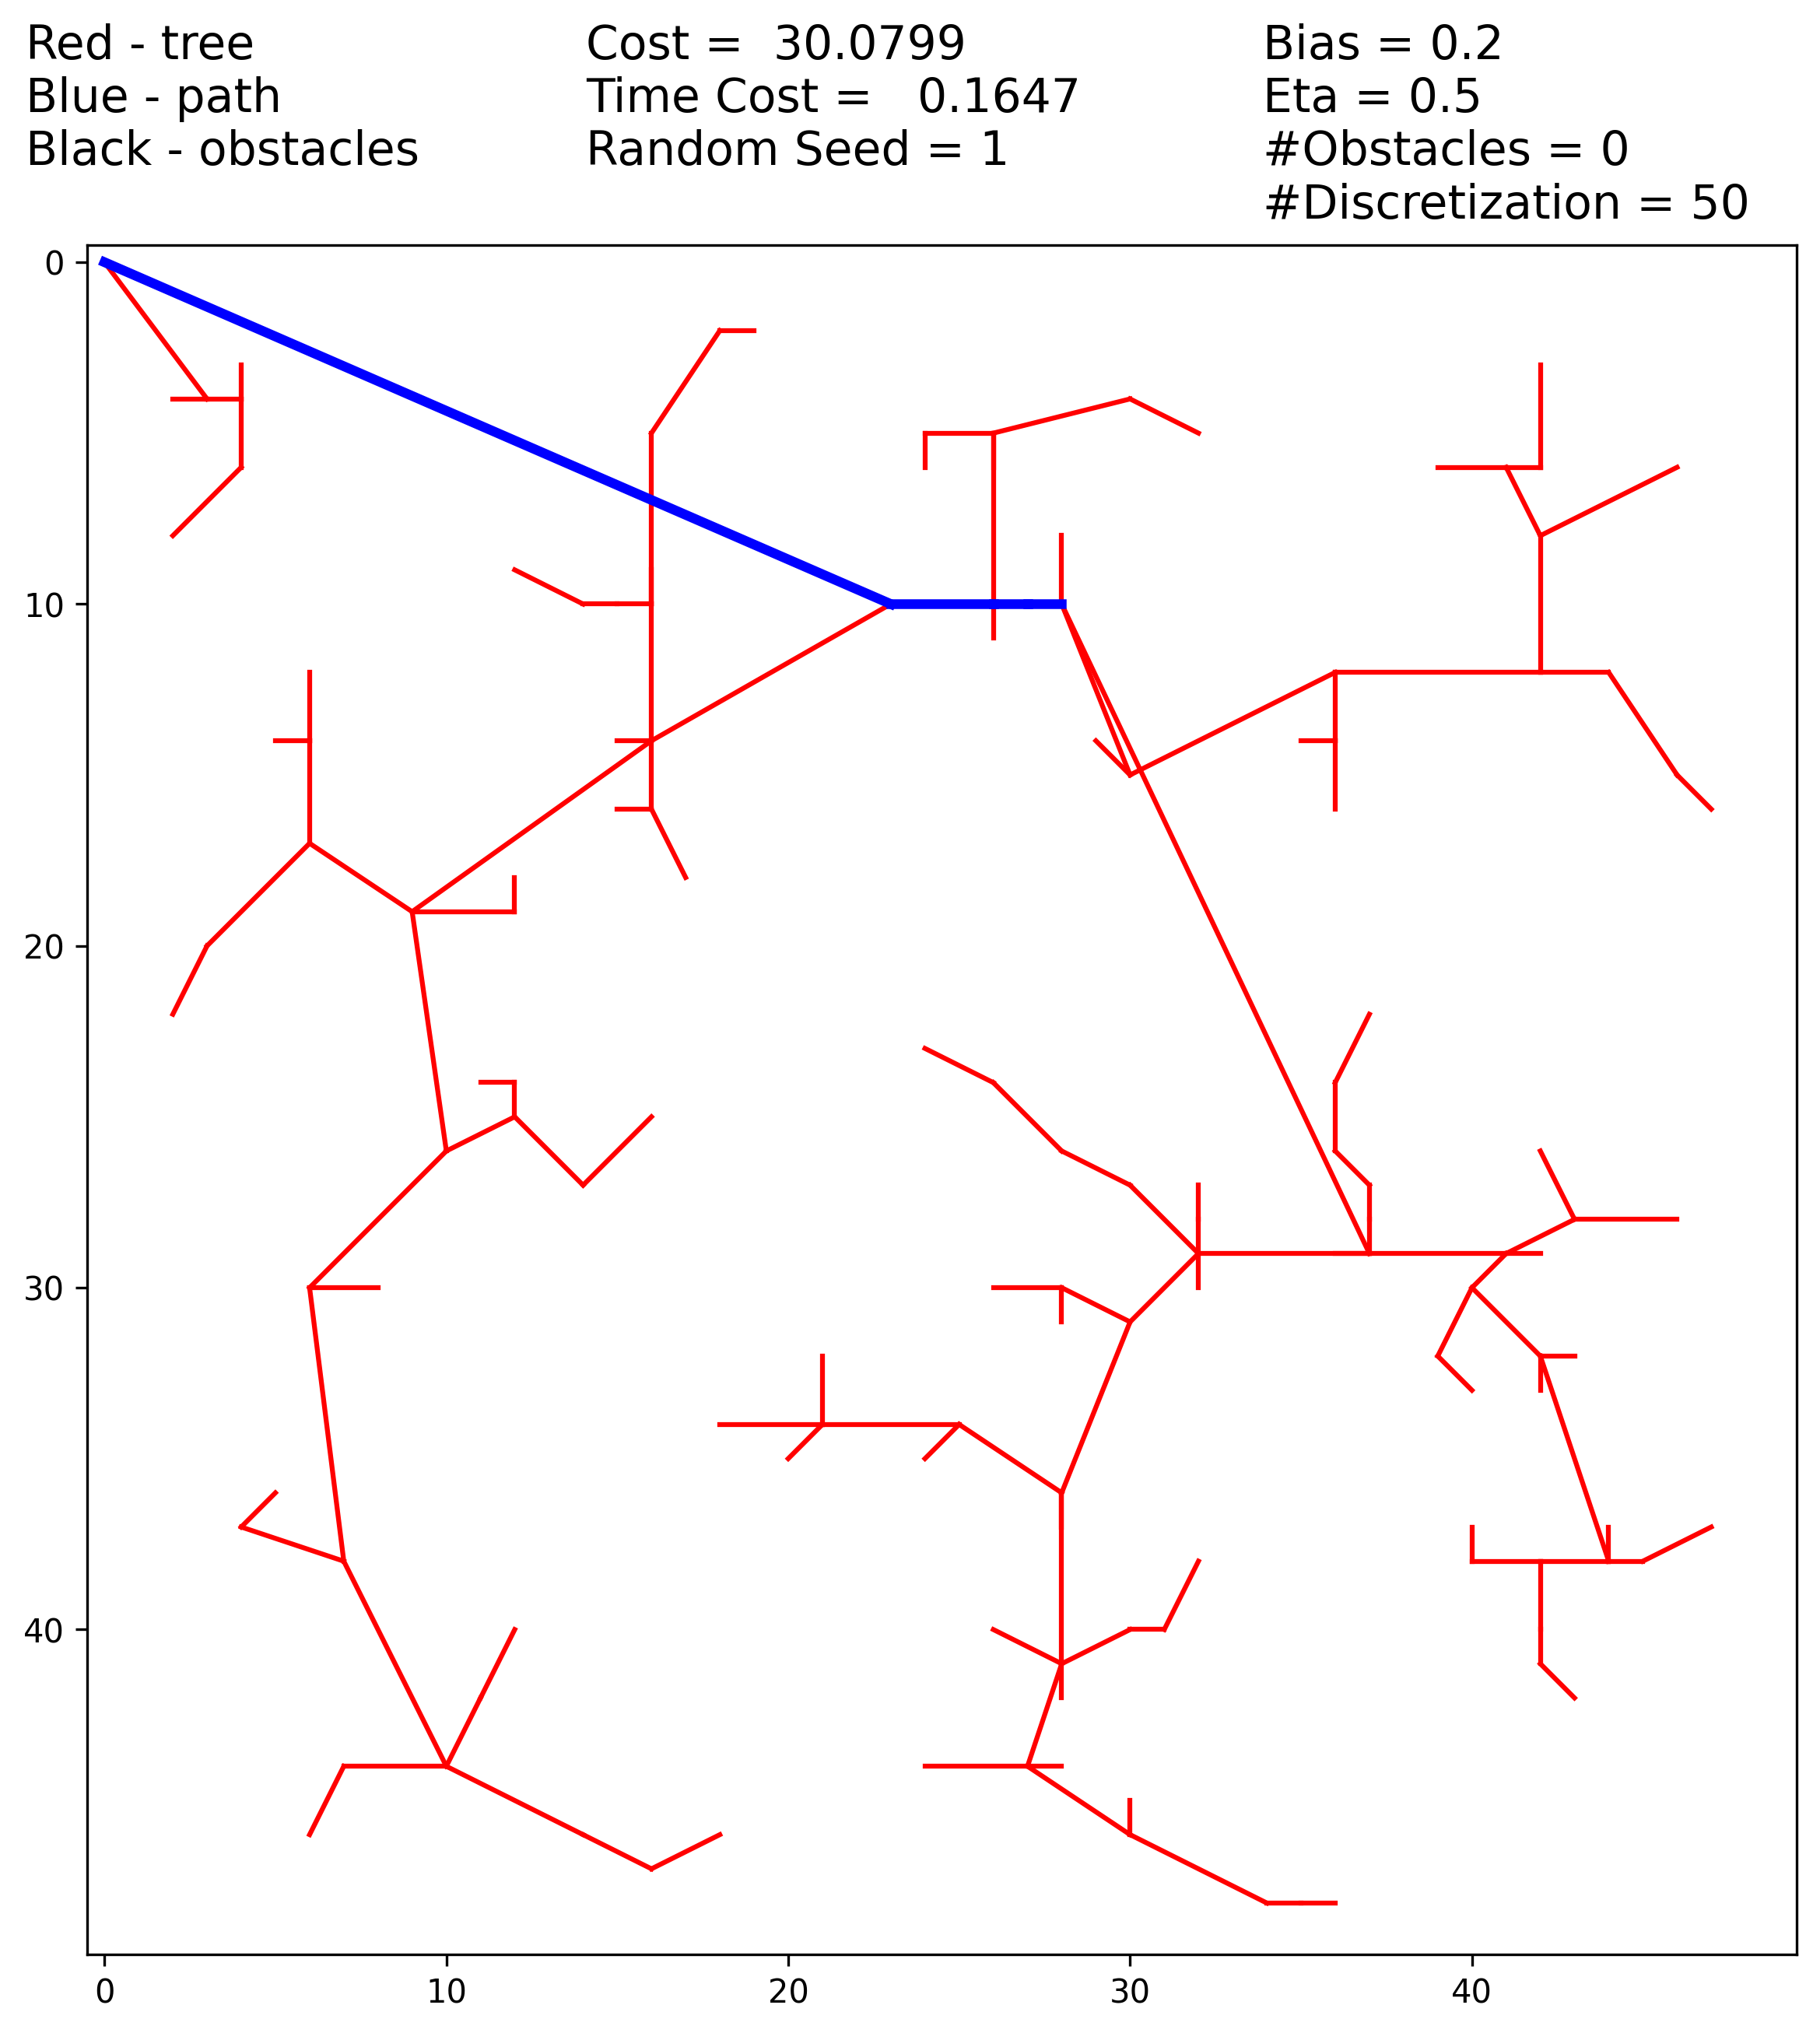 Red - tree
Blue - path
Black - obstacles
Cost =  30.0799
Time Cost =   0.1647
Random Seed = 1
Bias = 0.2
Eta = 0.5
#Obstacles = 0
#Discretization = 50
0
10
20
30
40
0
10
20
30
40